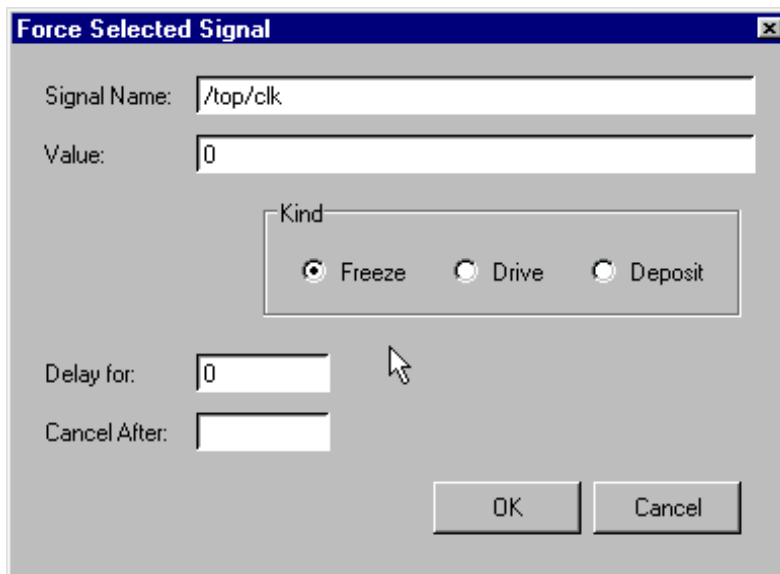 Force Selected Signal
Signal Name: /top/clk
Value: 0
Kind
Freeze Drive Deposit
Delay for: 0
Cancel After:
OK Cancel